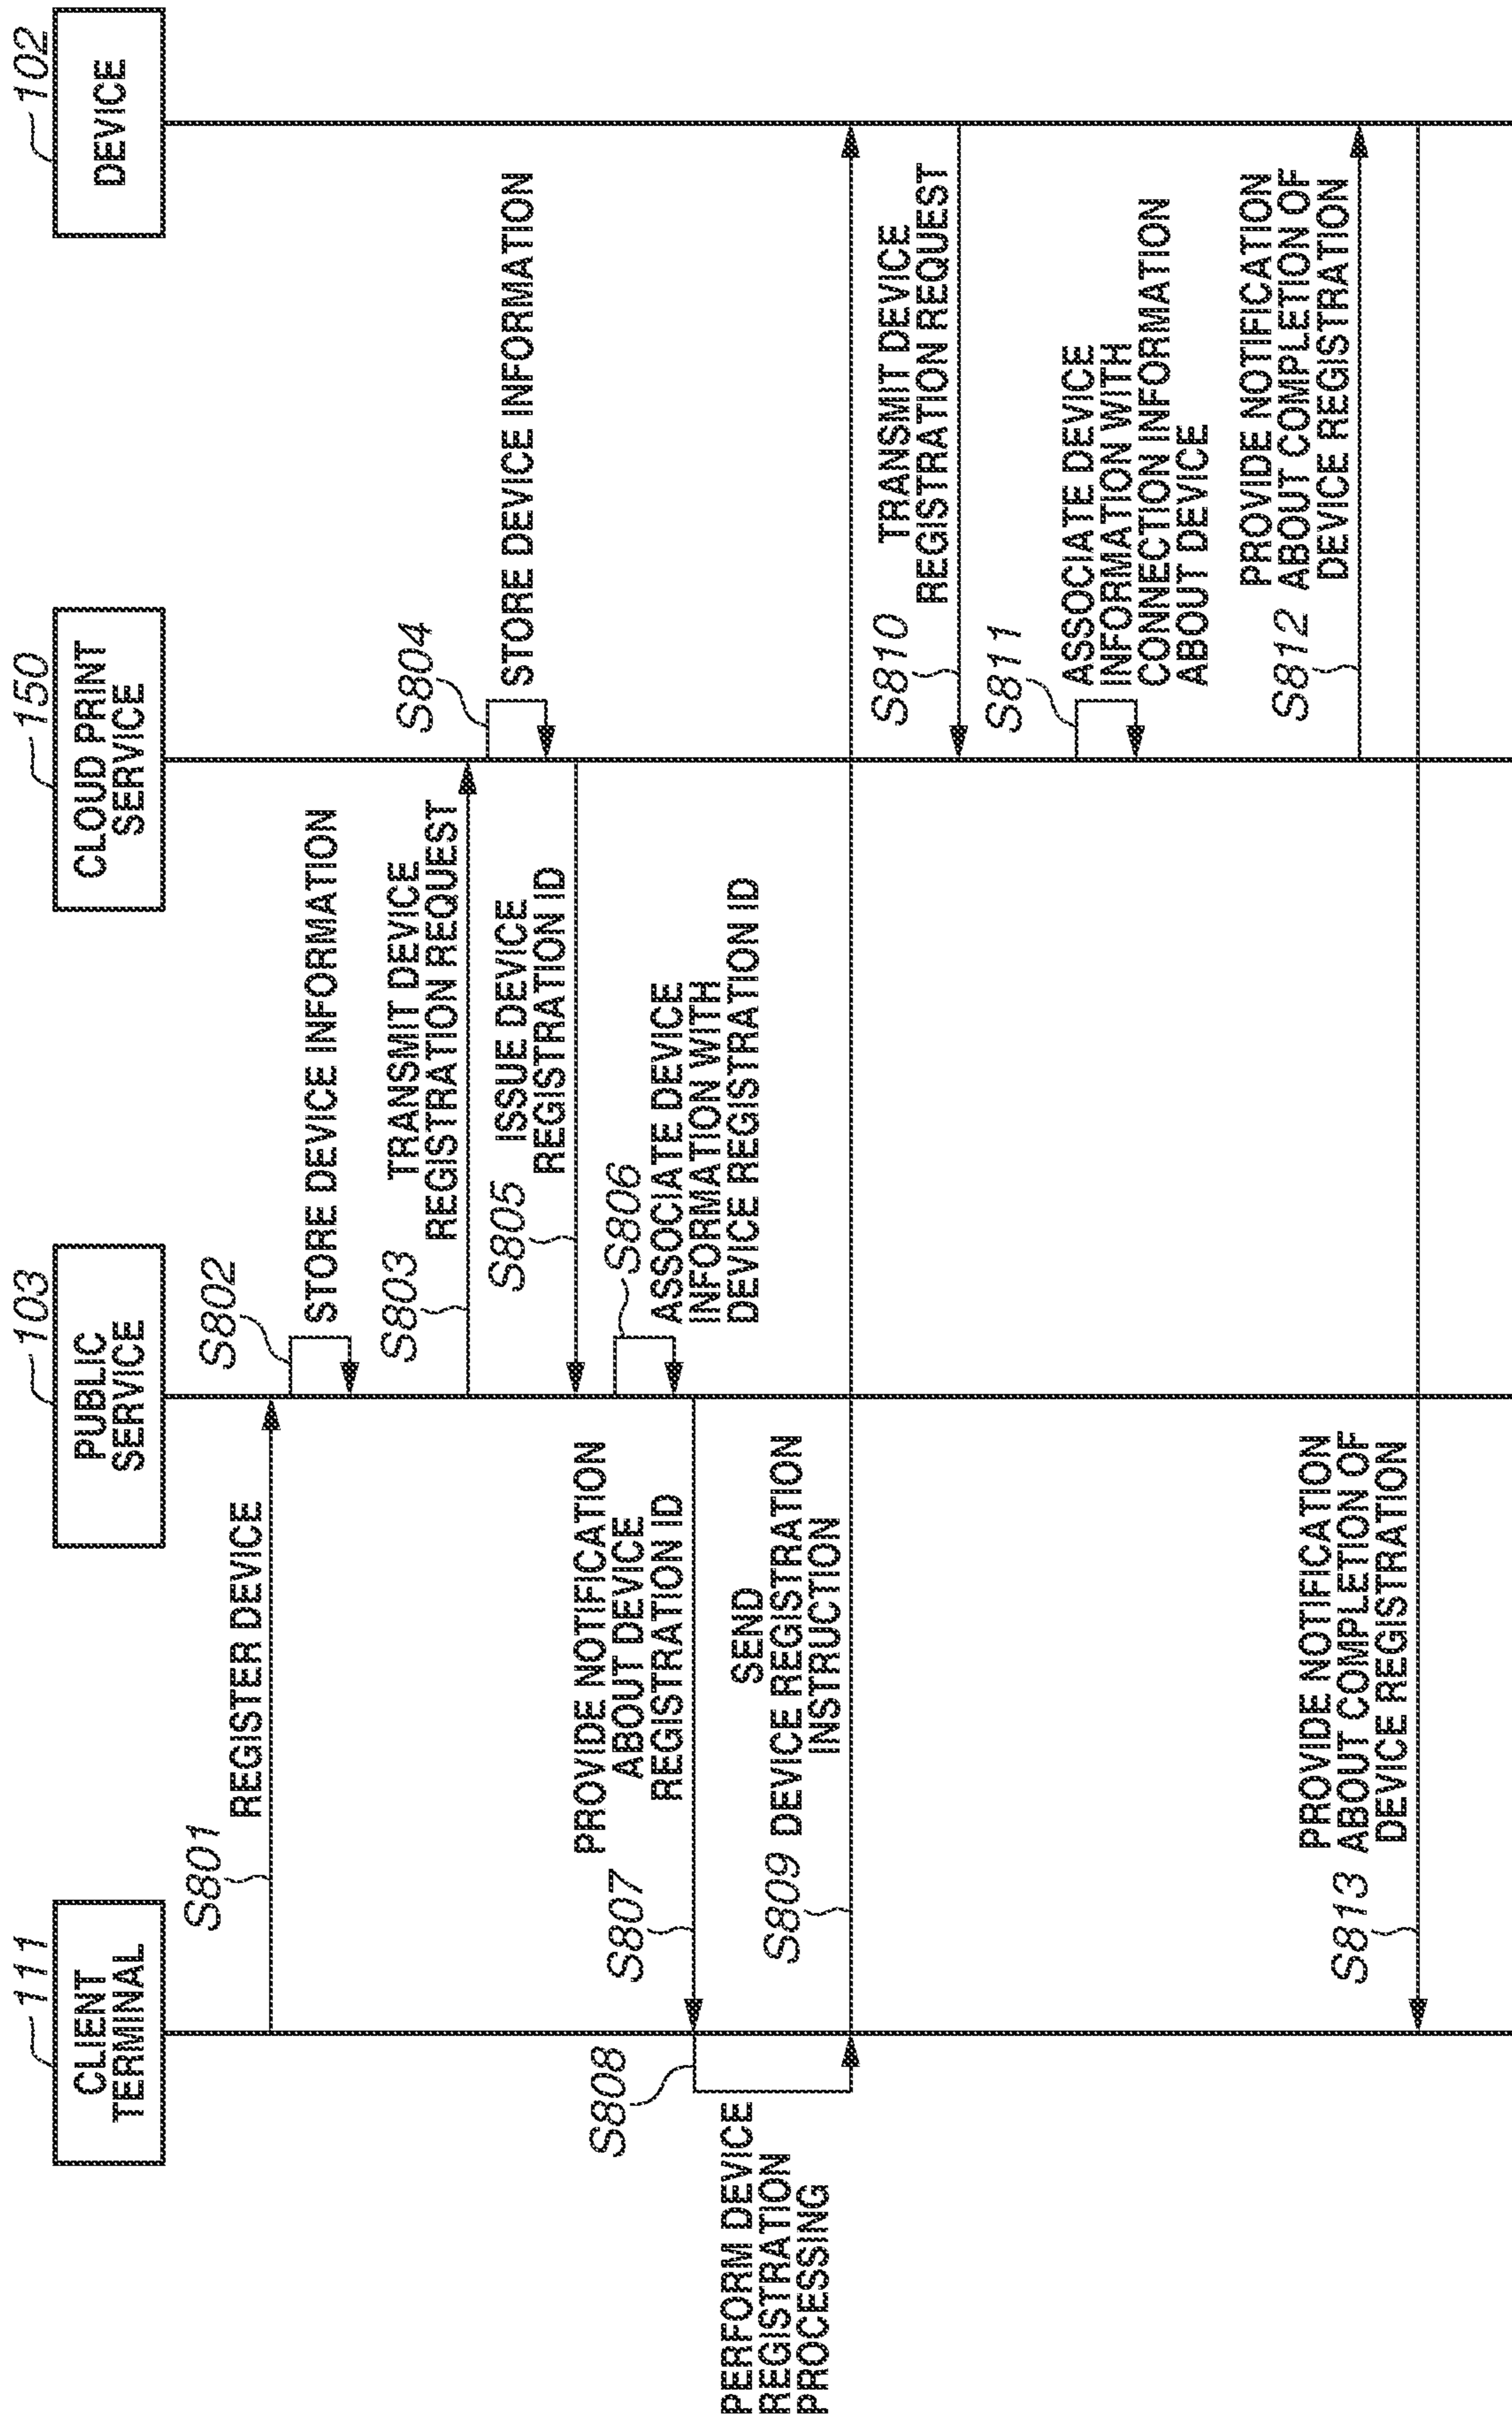 111
CLIENT
TERMINAL
103
PUBLIC
SERVICE
150
CLOUD PRINT
SERVICE
102
DEVICE
S801
REGISTER DEVICE
S802
STORE DEVICE INFORMATION
S803
TRANSMIT DEVICE
REGISTRATION REQUEST
S804
STORE DEVICE INFORMATION
S805
ISSUE DEVICE
REGISTRATION ID
S806
ASSOCIATE DEVICE
INFORMATION WITH
DEVICE REGISTRATION ID
S807
PROVIDE NOTIFICATION
ABOUT DEVICE
REGISTRATION ID
S808
PERFORM DEVICE
REGISTRATION
PROCESSING
S809
SEND
DEVICE REGISTRATION
INSTRUCTION
S810
TRANSMIT DEVICE
REGISTRATION REQUEST
S811
ASSOCIATE DEVICE
INFORMATION WITH
CONNECTION INFORMATION
ABOUT DEVICE
S812
PROVIDE NOTIFICATION
ABOUT COMPLETION OF
DEVICE REGISTRATION
S813
PROVIDE NOTIFICATION
ABOUT COMPLETION OF
DEVICE REGISTRATION